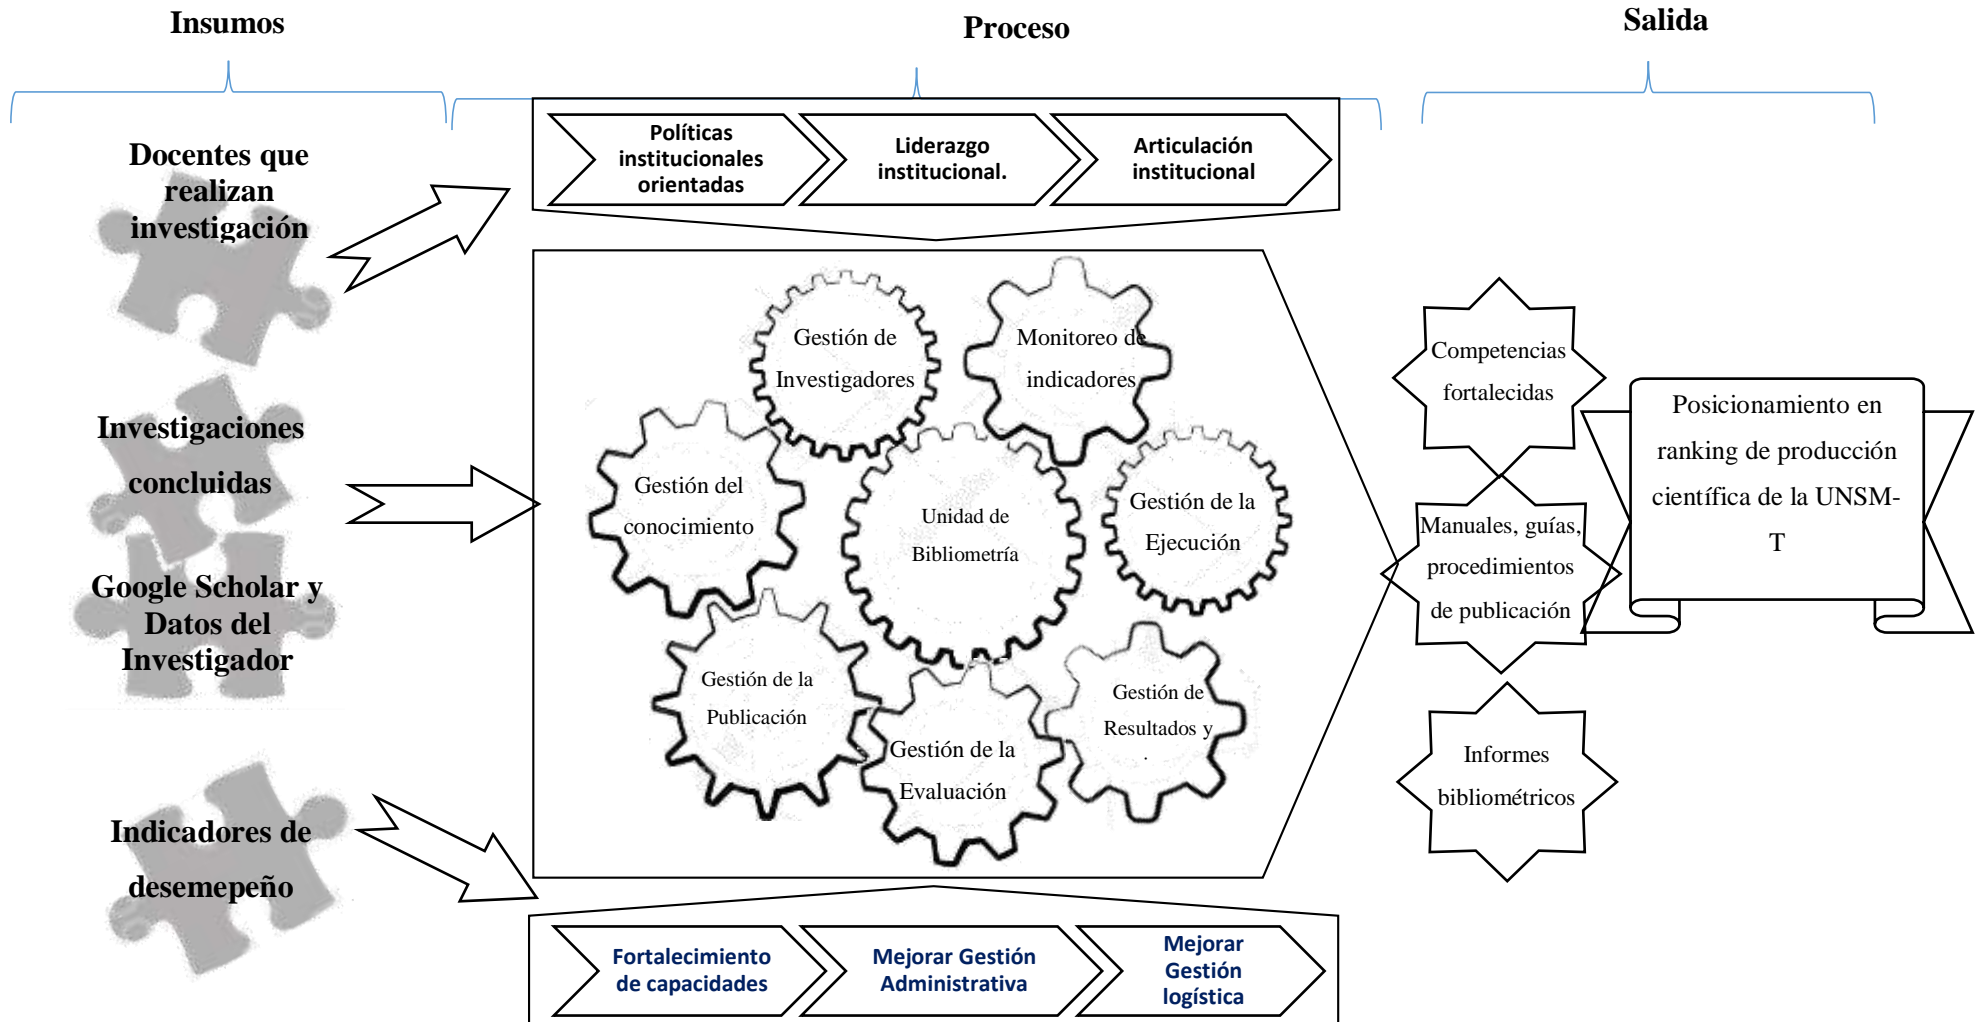 Insumos
Proceso
Salida
Docentes que
realizan
investigación
Investigaciones
concluidas
Google Scholar y
Datos del
Investigador
Indicadores de
desemepeño
Políticas
institucionales
orientadas
Liderazgo
institucional.
Articulación
institucional
Gestión de
Investigadores
Monitoreo de
indicadores
Gestión del
conocimiento
Unidad de
Bibliometría
Gestión de la
Ejecución
Gestión de la
Publicación
Gestión de la
Evaluación
Gestión de
Resultados y
.
Fortalecimiento
de capacidades
Mejorar Gestión
Administrativa
Mejorar
Gestión
logística
Competencias
fortalecidas
Manuales, guías,
procedimientos
de publicación
Informes
bibliométricos
Posicionamiento en
ranking de producción
científica de la UNSM-
T